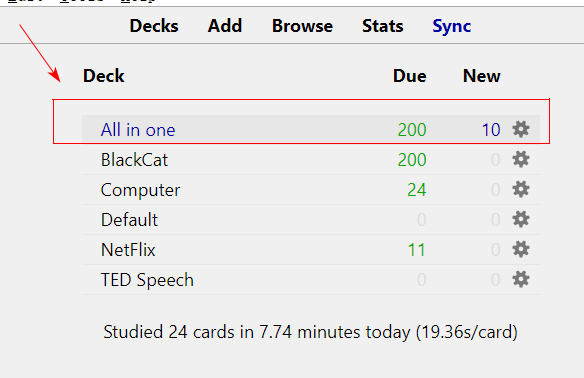 Decks Add Browse Stats Sync
Deck Due New
All in one 200 10
BlackCat 200 0
Computer 24 0
Default 0 0
NetFlix 11 0
TED Speech 0 0
Studied 24 cards in 7.74 minutes today (19.36s/card)